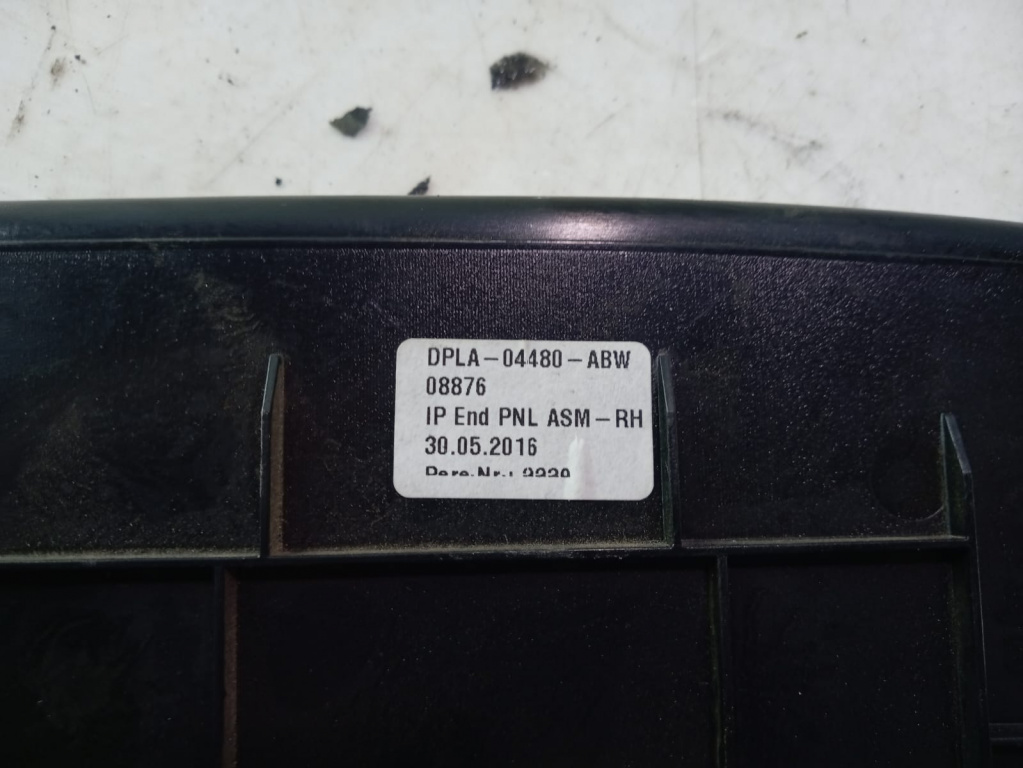 DPLA-04480-ABW
08876
IP End PNL ASM-RH
30.05.2016